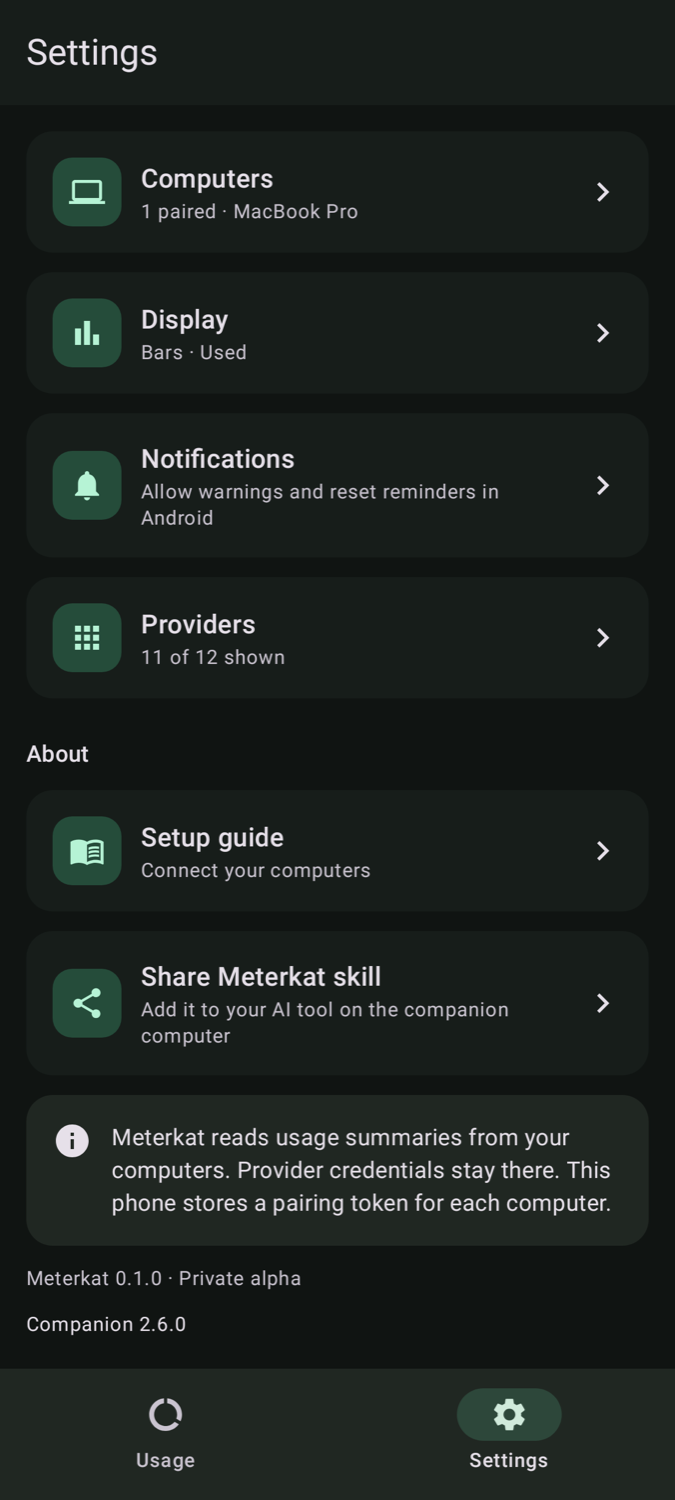 Settings
Computers
1 paired · MacBook Pro
Display
Bars · Used
Notifications
Allow warnings and reset reminders in
Android
Providers
11 of 12 shown
About
Setup guide
Connect your computers
Share Meterkat skill
Add it to your AI tool on the companion
computer
Meterkat reads usage summaries from your
computers. Provider credentials stay there. This
phone stores a pairing token for each computer.
Meterkat 0.1.0 · Private alpha
Companion 2.6.0
Usage
Settings